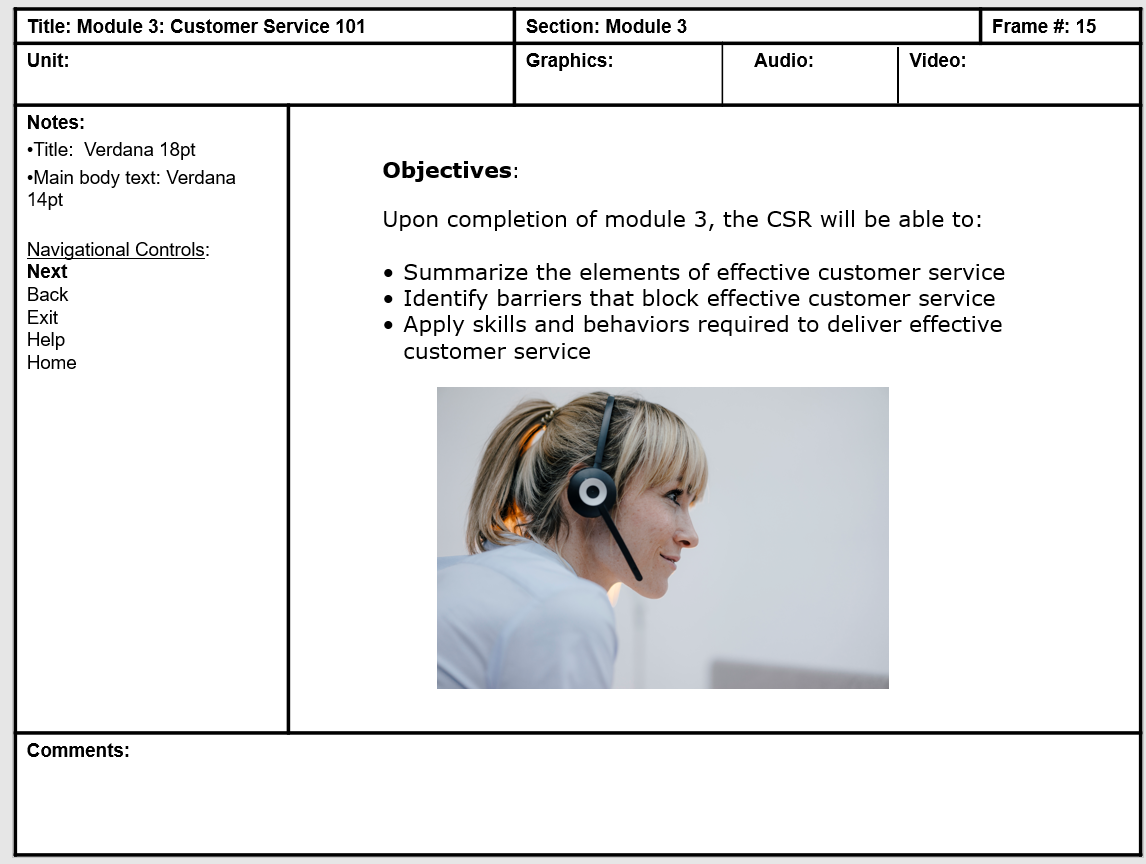 Title: Module 3: Customer Service 101
Section: Module 3
Frame #: 15
Unit:
Graphics:
Audio:
Video:
Notes:
•Title:  Verdana 18pt
•Main body text: Verdana
14pt
Navigational Controls:
Next
Back
Exit
Help
Home
Objectives:
Upon completion of module 3, the CSR will be able to:
• Summarize the elements of effective customer service
• Identify barriers that block effective customer service
• Apply skills and behaviors required to deliver effective
customer service
Comments: